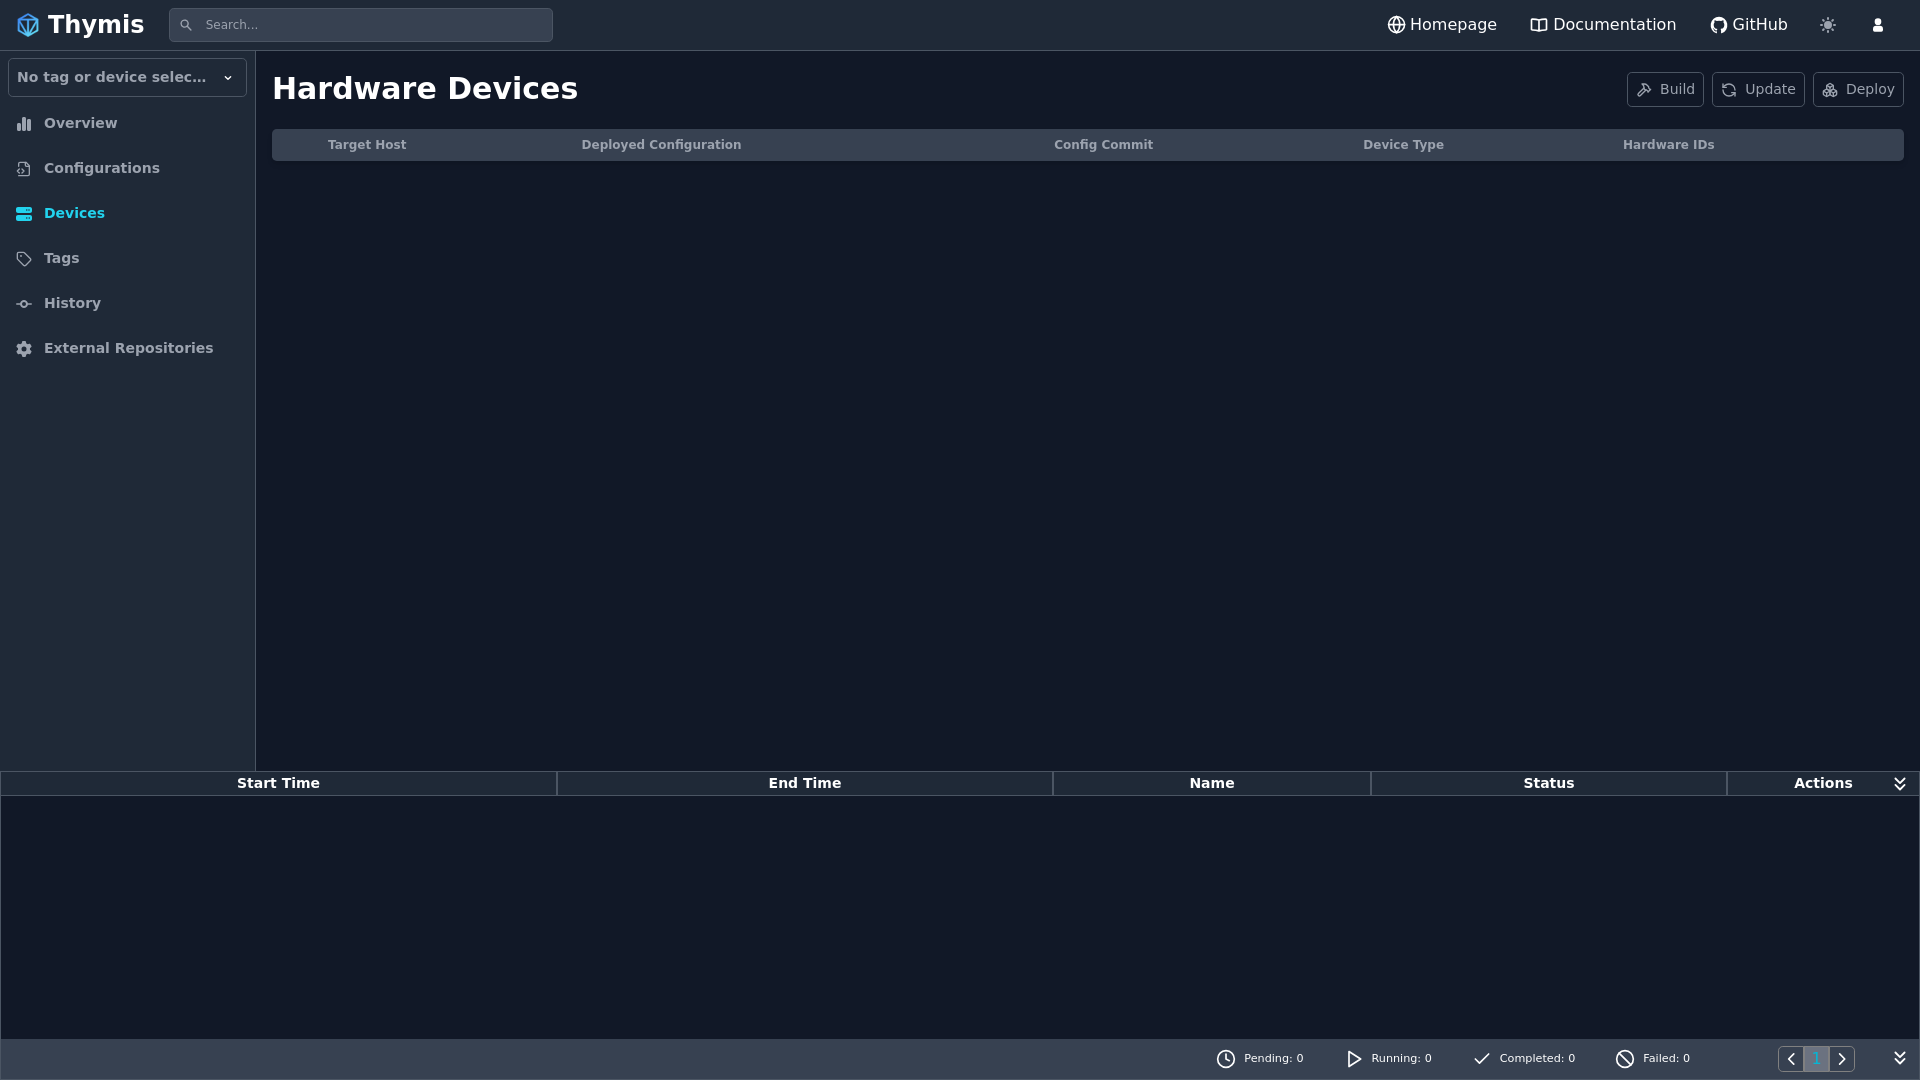 Thymis
Search...
Homepage
Documentation
GitHub
No tag or device selec...
Overview
Configurations
Devices
Tags
History
External Repositories
Hardware Devices
Build
Update
Deploy
Target Host
Deployed Configuration
Config Commit
Device Type
Hardware IDs
Start Time
End Time
Name
Status
Actions
Pending: 0
Running: 0
Completed: 0
Failed: 0
1